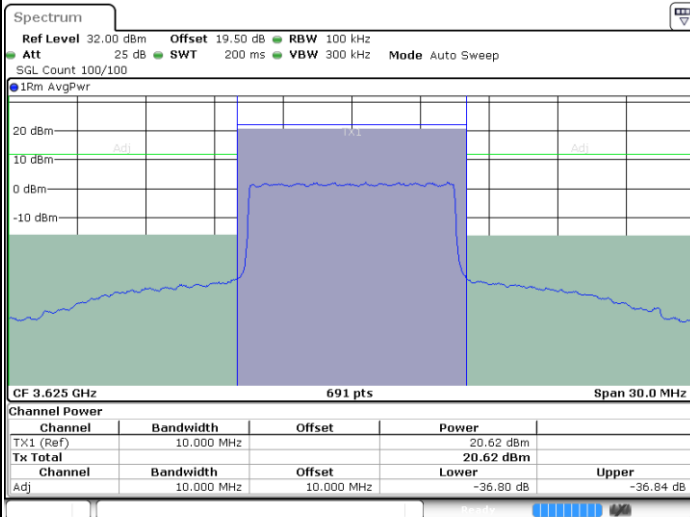 Spectrum
Ref Level 32.00 dBm Offset 19.50 dB RBW 100 kHz
Att 25 dB SWT 200 ms VBW 300 kHz Mode Auto Sweep
SGL Count 100/100
1Rm AvgPwr
20 dBm
TX1
Adj Adj
10 dBm
0 dBm
-10 dBm
CF 3.625 GHz 691 pts Span 30.0 MHz
Channel Power
Channel Bandwidth Offset Power
TX1 (Ref) 10.000 MHz 20.62 dBm
Tx Total 20.62 dBm
Channel Bandwidth Offset Lower Upper
Adj 10.000 MHz 10.000 MHz -36.80 dB -36.84 dB
Ready